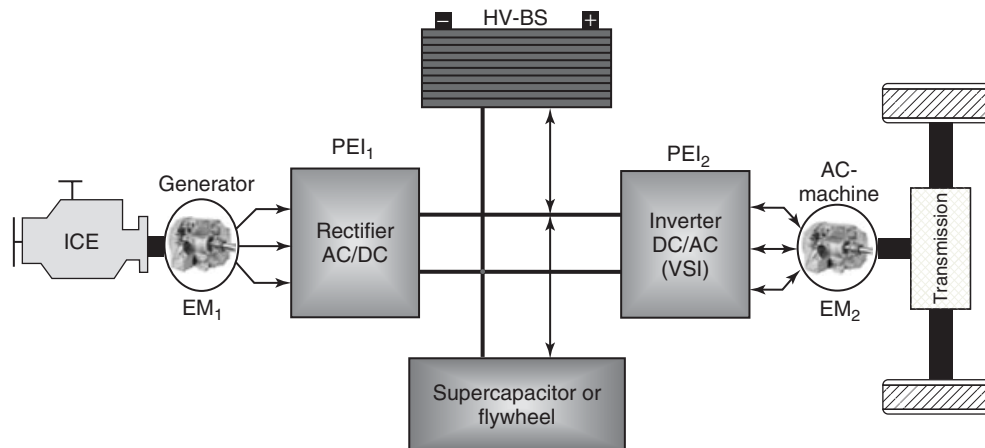 − HV-BS +
PEI₁
PEI₂
Generator
AC-
machine
ICE
Rectifier
AC/DC
Inverter
DC/AC
(VSI)
Transmission
EM₁
EM₂
Supercapacitor or
flywheel